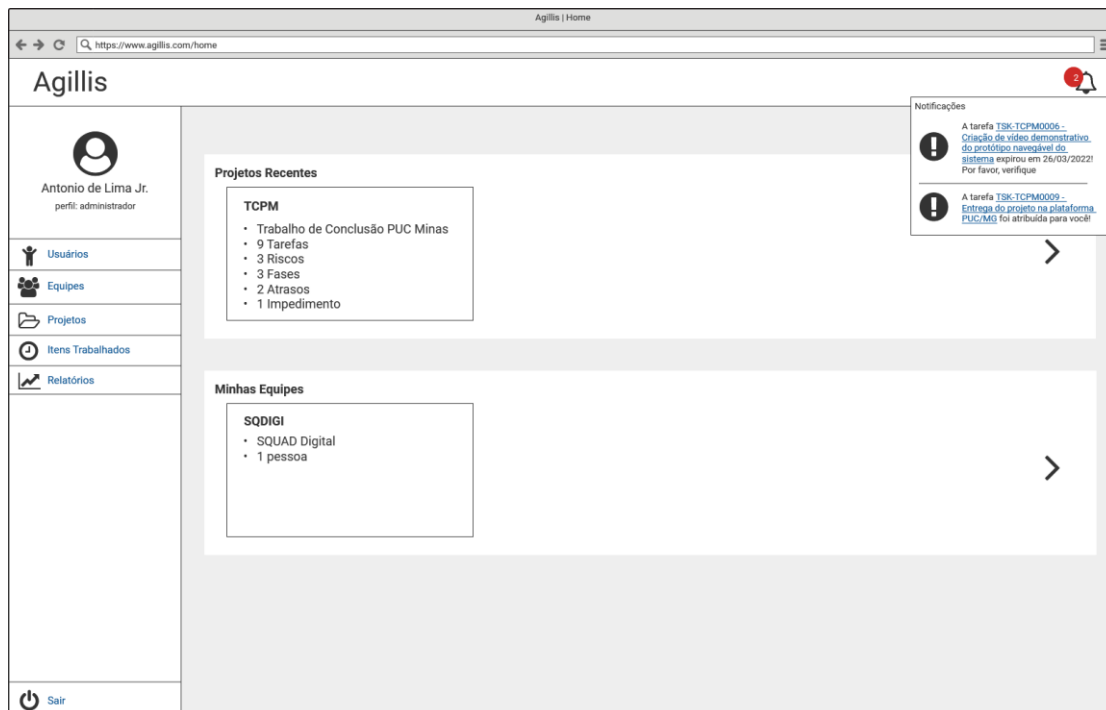 Agillis | Home
https://www.agillis.com/home
Agillis
2
Notificações
A tarefa TSK-TCPM0006 -
Criação de vídeo demonstrativo
do protótipo navegável do
sistema expirou em 26/03/2022!
Por favor, verifique
A tarefa TSK-TCPM0009 -
Entrega do projeto na plataforma
PUC/MG foi atribuída para você!
Antonio de Lima Jr.
perfil: administrador
Usuários
Equipes
Projetos
Itens Trabalhados
Relatórios
Sair
Projetos Recentes
TCPM
• Trabalho de Conclusão PUC Minas
• 9 Tarefas
• 3 Riscos
• 3 Fases
• 2 Atrasos
• 1 Impedimento
Minhas Equipes
SQDIGI
• SQUAD Digital
• 1 pessoa